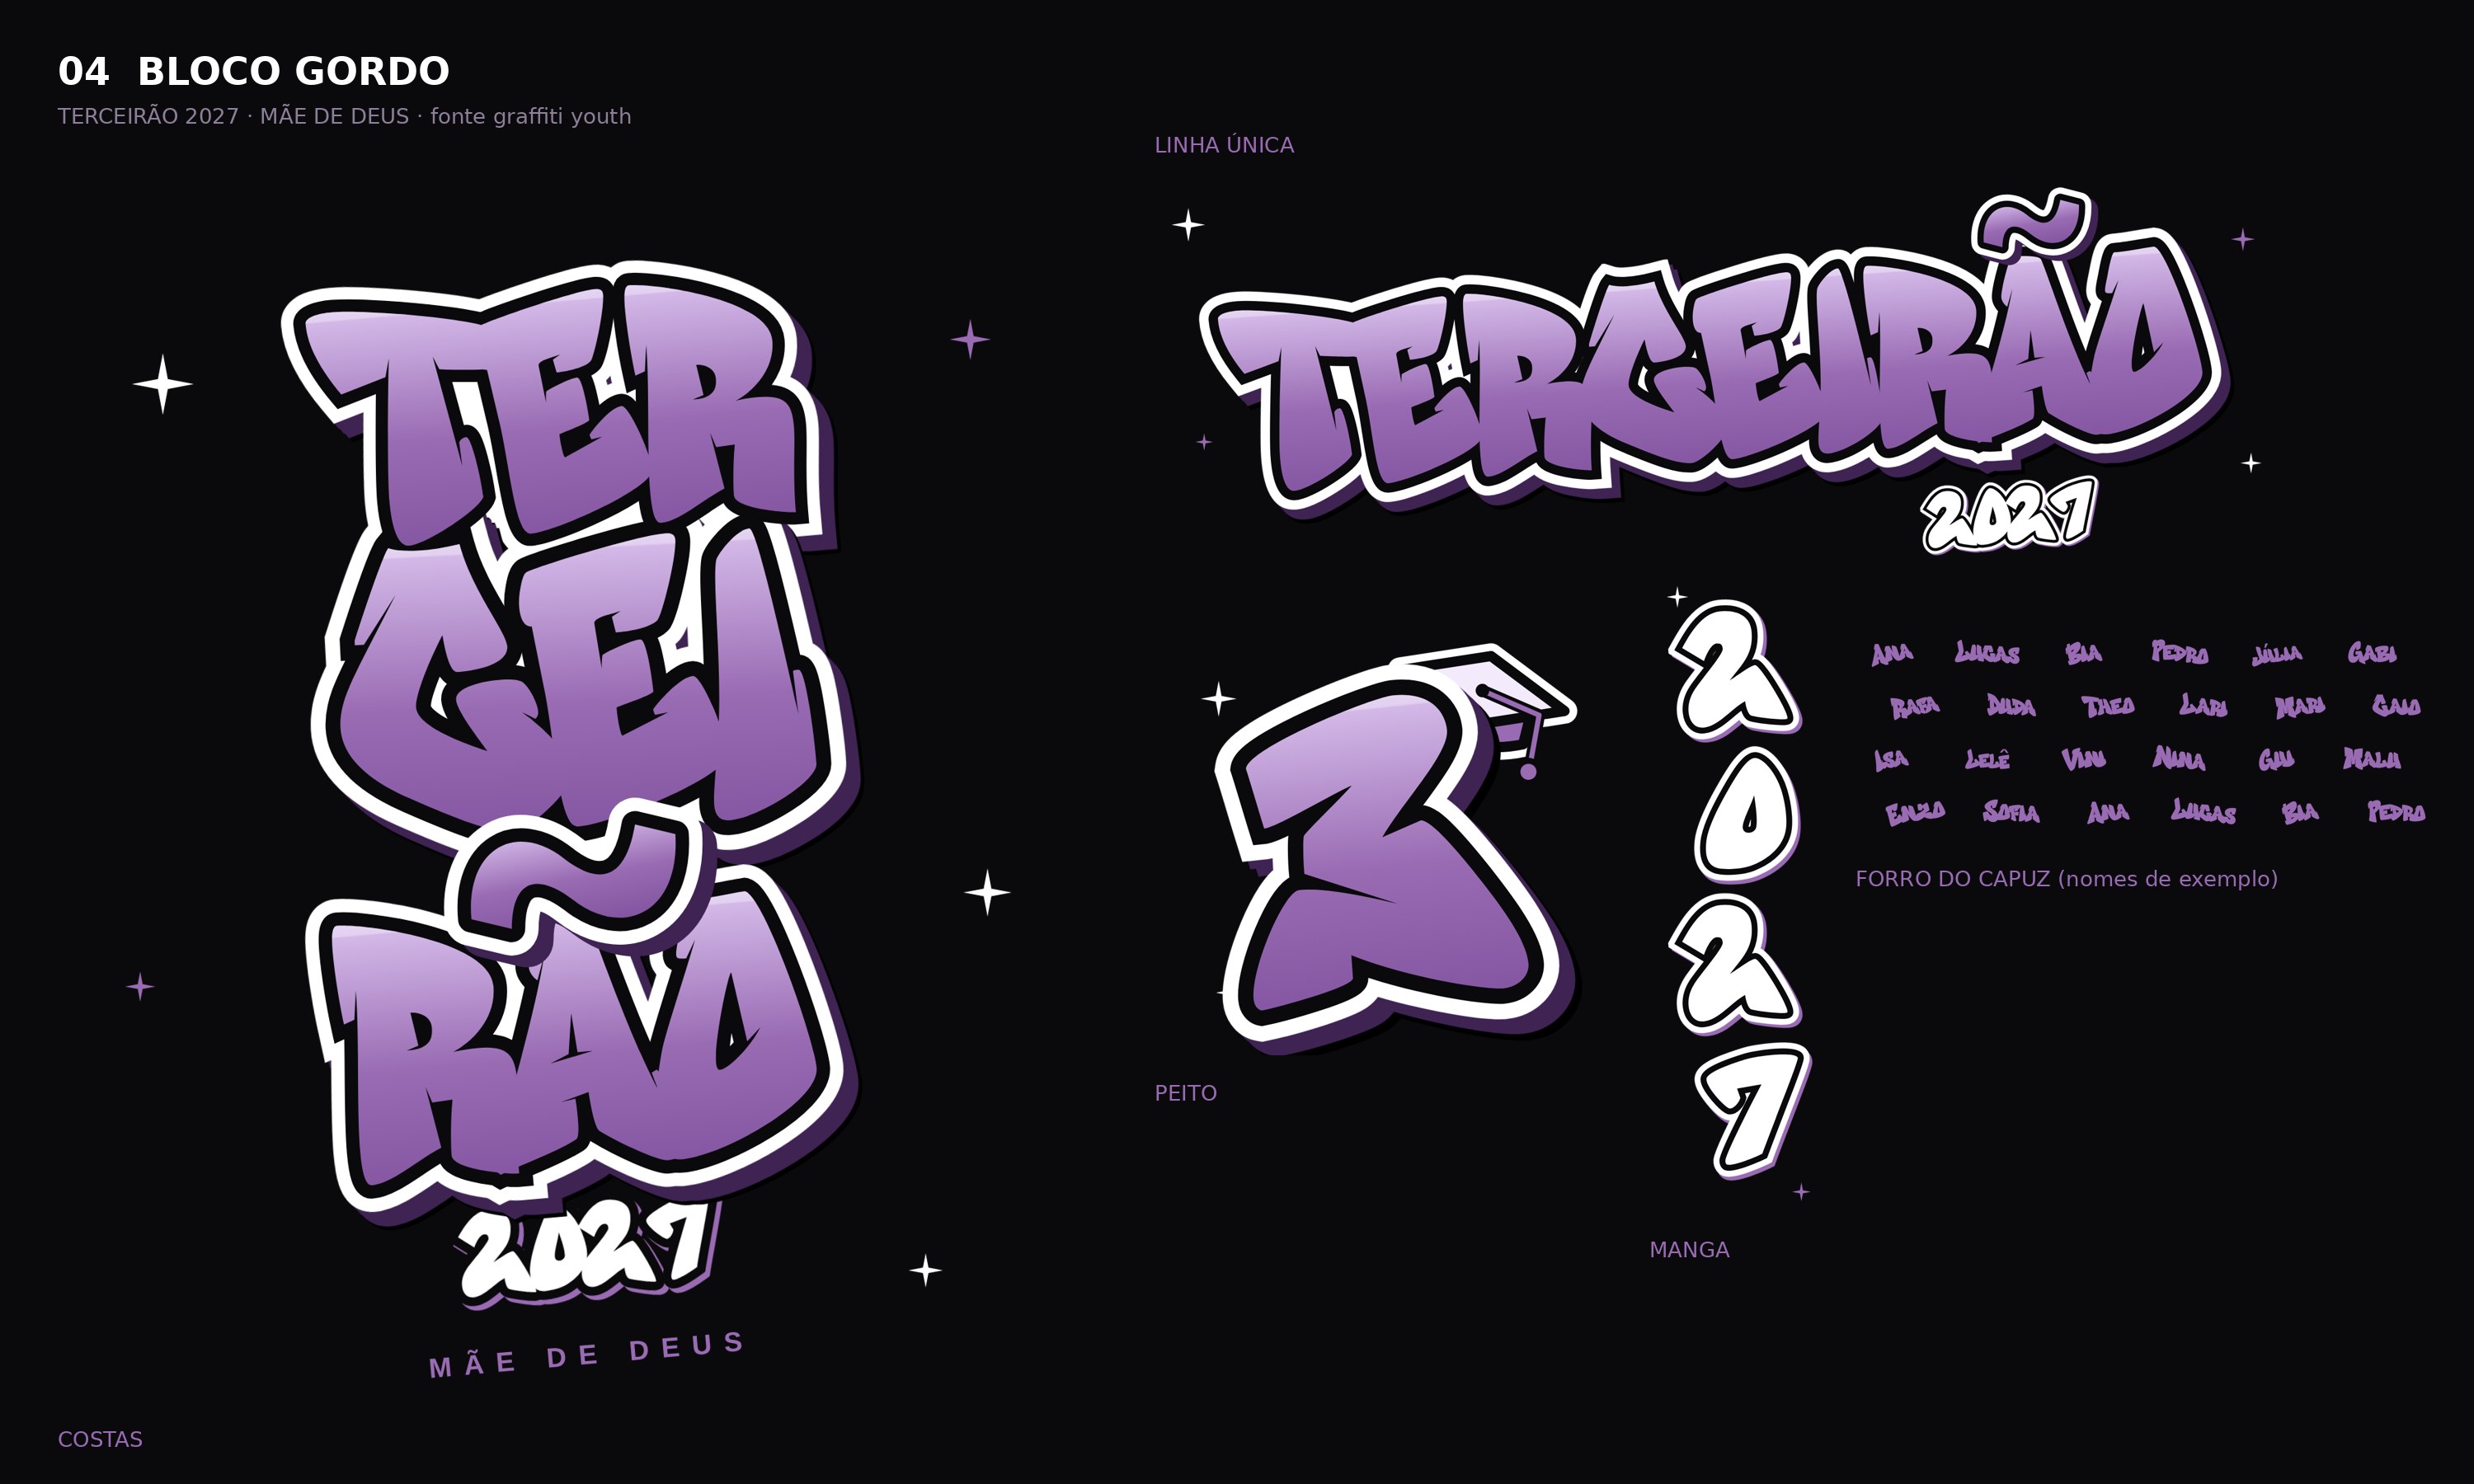 04 BLOCO GORDO
TERCEIRÃO 2027 · MÃE DE DEUS · fonte graffiti youth
TER
CEI
RÃO
2027
MÃE DE DEUS
COSTAS
LINHA ÚNICA
TERCEIRÃO
2027
3
PEITO
2
0
2
7
MANGA
ANA LUCAS BIA PEDRO JÚLIA GABI
RAFA DUDA THEO LARI MARI CAIO
ISA LELÊ VINI NINA GIU MALU
ENZO SOFIA ANA LUCAS BIA PEDRO
FORRO DO CAPUZ (nomes de exemplo)